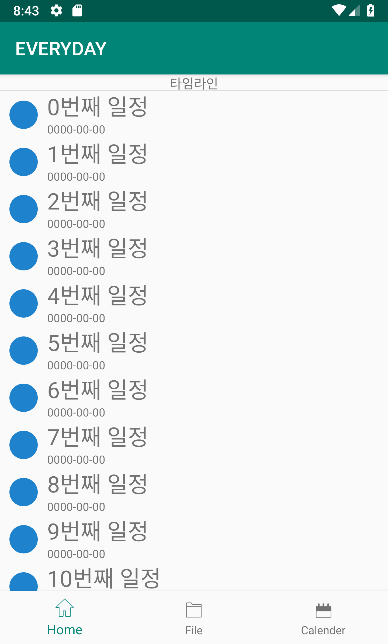 8:43
EVERYDAY
타임라인
0번째 일정
0000-00-00
1번째 일정
0000-00-00
2번째 일정
0000-00-00
3번째 일정
0000-00-00
4번째 일정
0000-00-00
5번째 일정
0000-00-00
6번째 일정
0000-00-00
7번째 일정
0000-00-00
8번째 일정
0000-00-00
9번째 일정
0000-00-00
10번째 일정
Home
File
Calender